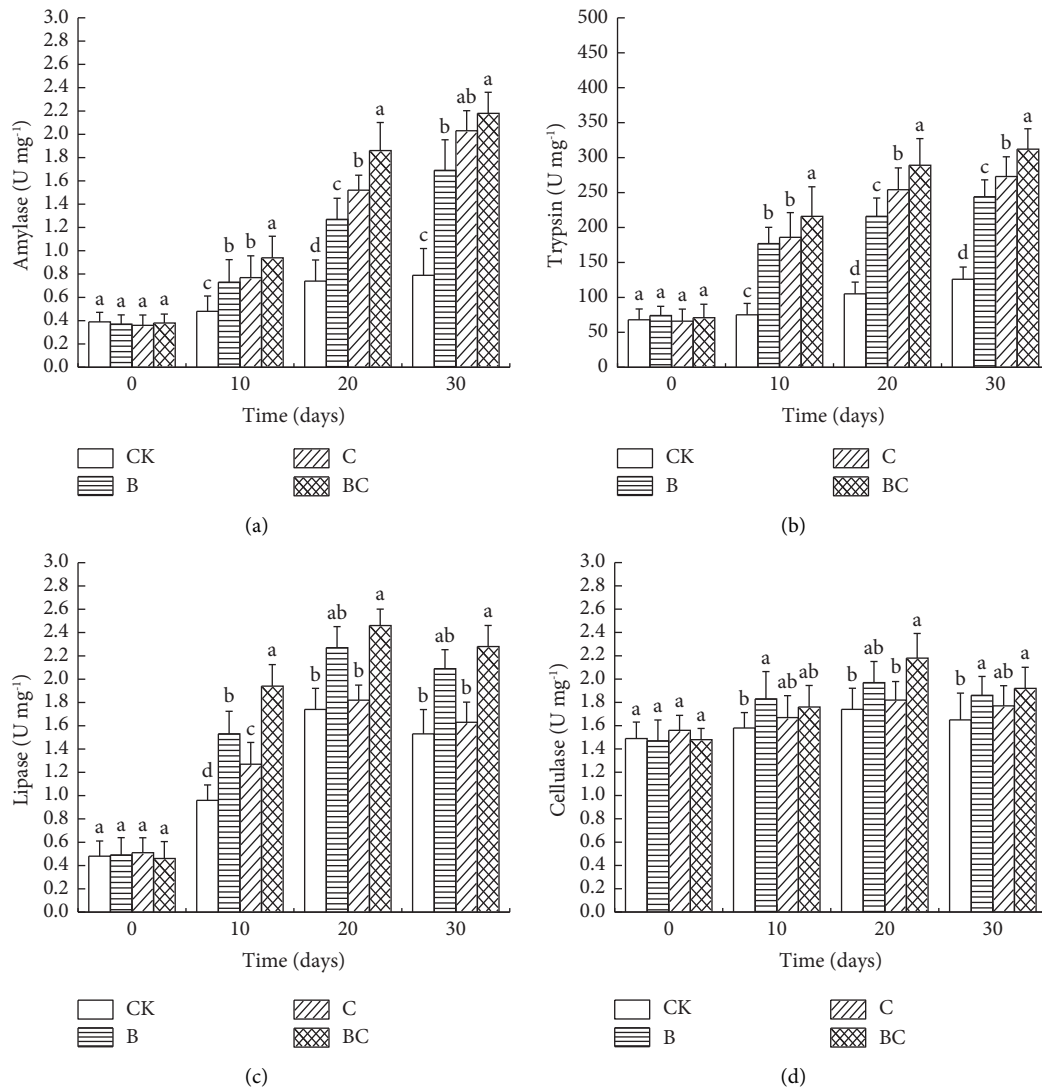 3.0
2.8
2.6
2.4
2.2
2.0
1.8
1.6
1.4
1.2
1.0
0.8
0.6
0.4
0.2
0.0
Amylase (U mg-1)
a a a a
c b b a
d c b a
c b ab a
0 10 20 30
Time (days)
CK C
B BC
(a)
500
450
400
350
300
250
200
150
100
50
0
Trypsin (U mg-1)
a a a a
c b b a
d c b a
d c b a
0 10 20 30
Time (days)
CK C
B BC
(b)
3.0
2.8
2.6
2.4
2.2
2.0
1.8
1.6
1.4
1.2
1.0
0.8
0.6
0.4
0.2
0.0
Lipase (U mg-1)
a a a a
d b c a
b ab b a
b ab b a
0 10 20 30
Time (days)
CK C
B BC
(c)
3.0
2.8
2.6
2.4
2.2
2.0
1.8
1.6
1.4
1.2
1.0
0.8
0.6
0.4
0.2
0.0
Cellulase (U mg-1)
a a a a
b a ab ab
b ab a a
b a ab a
0 10 20 30
Time (days)
CK C
B BC
(d)